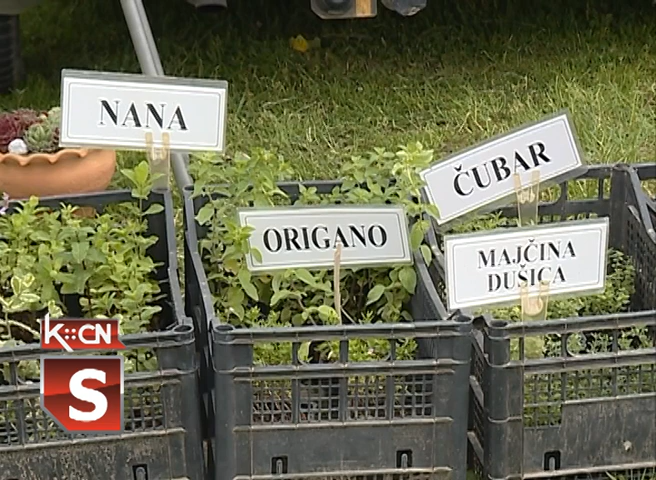 NANA
ČUBAR
ORIGANO
MAJČINA
DUŠICA
K::CN
S